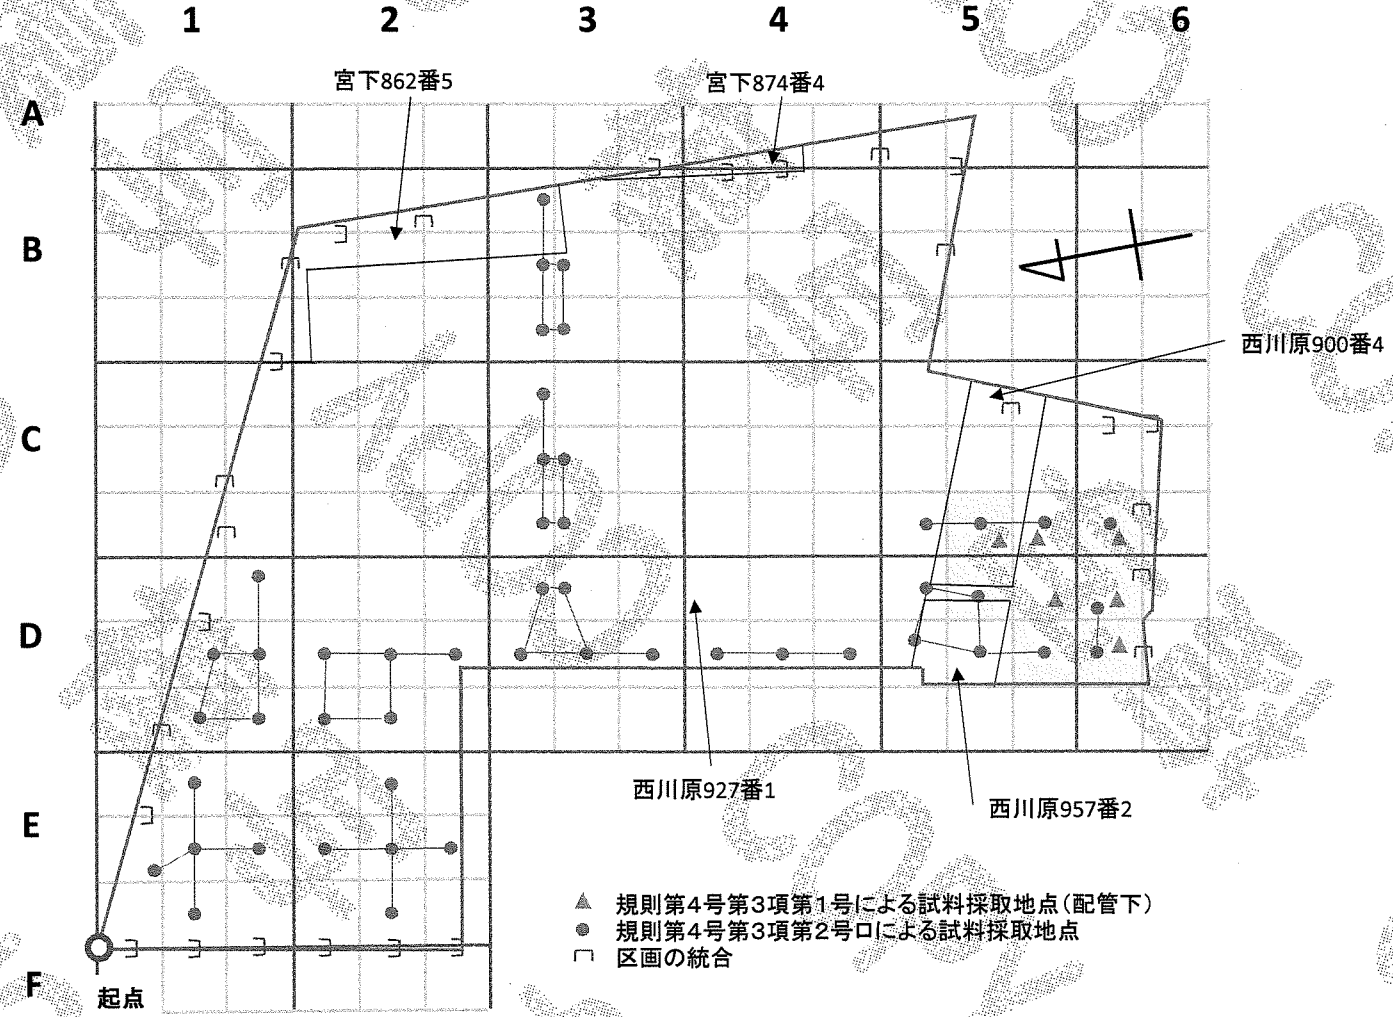 1 2 3 4 5 6
宮下862番5 宮下874番4
A
B
西川原900番4
C
D
西川原927番1
西川原957番2
E
▲ 規則第4号第3項第1号による試料採取地点(配管下)
● 規則第4号第3項第2号ロによる試料採取地点
区画の統合
F
起点